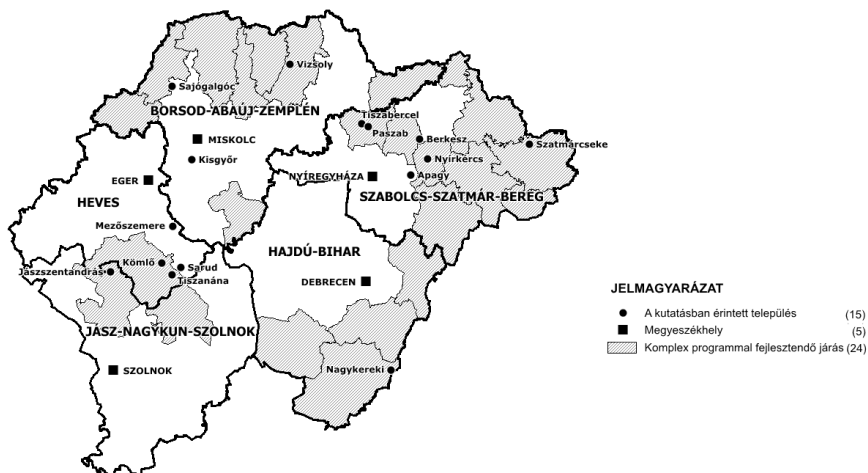 Vizsoly
Sajógalgóc
BORSOD-ABAÚJ-ZEMPLÉN
Tiszabercel
Paszab
MISKOLC
Berkesz
Szatmárcseke
Kisgyőr
Nyírkércs
EGER
NYÍREGYHÁZA
Apagy
HEVES
SZABOLCS-SZATMÁR-BEREG
Mezőszemere
HAJDÚ-BIHAR
Kömlő
Sarud
Jászszentandrás
Tiszanána
DEBRECEN
JÁSZ-NAGYKUN-SZOLNOK
SZOLNOK
Nagykereki
JELMAGYARÁZAT
A kutatásban érintett település (15)
Megyeszékhely (5)
Komplex programmal fejlesztendő járás (24)